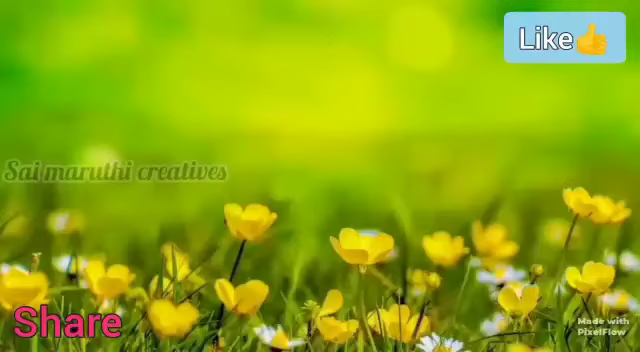 Like👍
Sai maruthi creatives
Share
Made with
PixelFlow